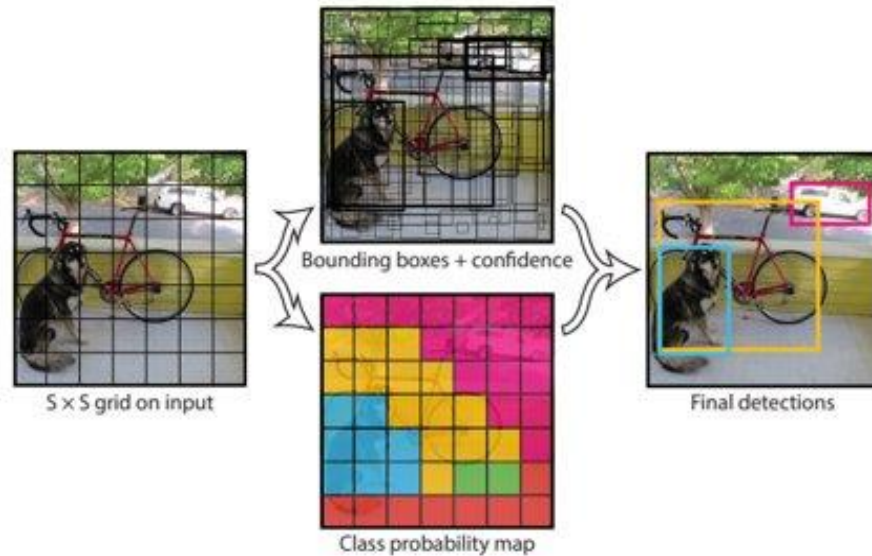 Bounding boxes + confidence
S × S grid on input
Final detections
Class probability map